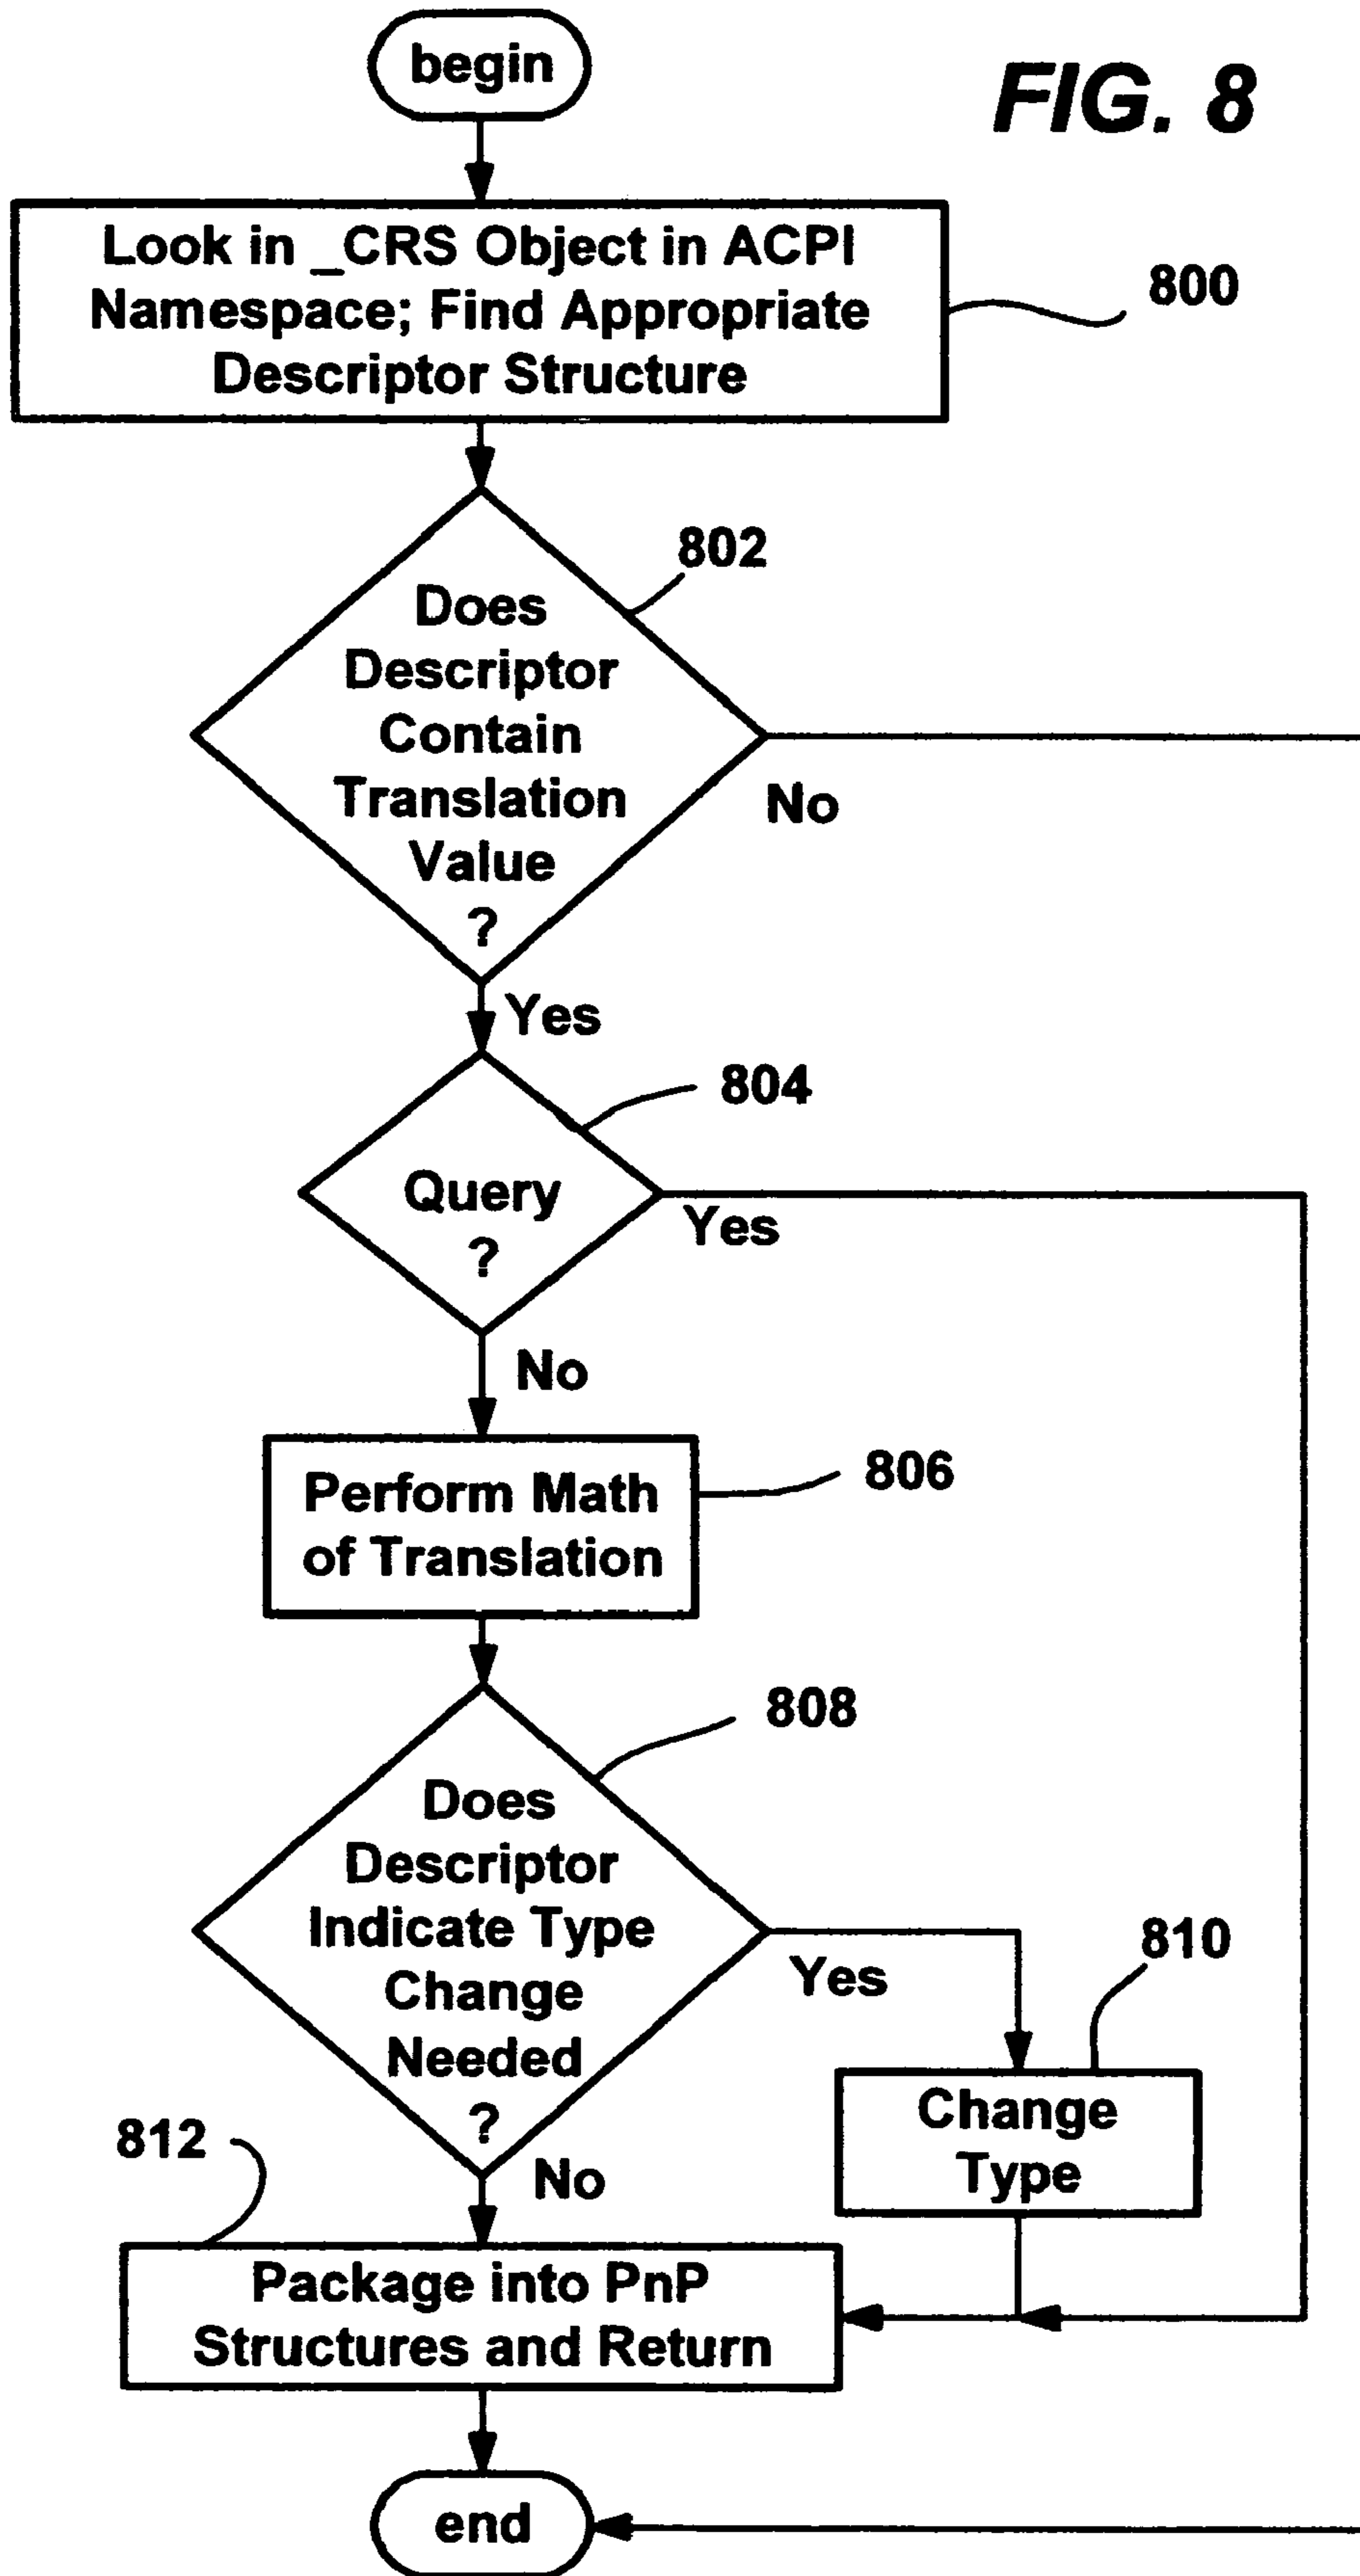 begin
FIG. 8
Look in _CRS Object in ACPI
Namespace; Find Appropriate
Descriptor Structure
800
802
Does
Descriptor
Contain
Translation
Value
?
No
Yes
804
Query
?
Yes
No
Perform Math
of Translation
806
808
Does
Descriptor
Indicate Type
Change
Needed
?
Yes
810
Change
Type
812
No
Package into PnP
Structures and Return
end